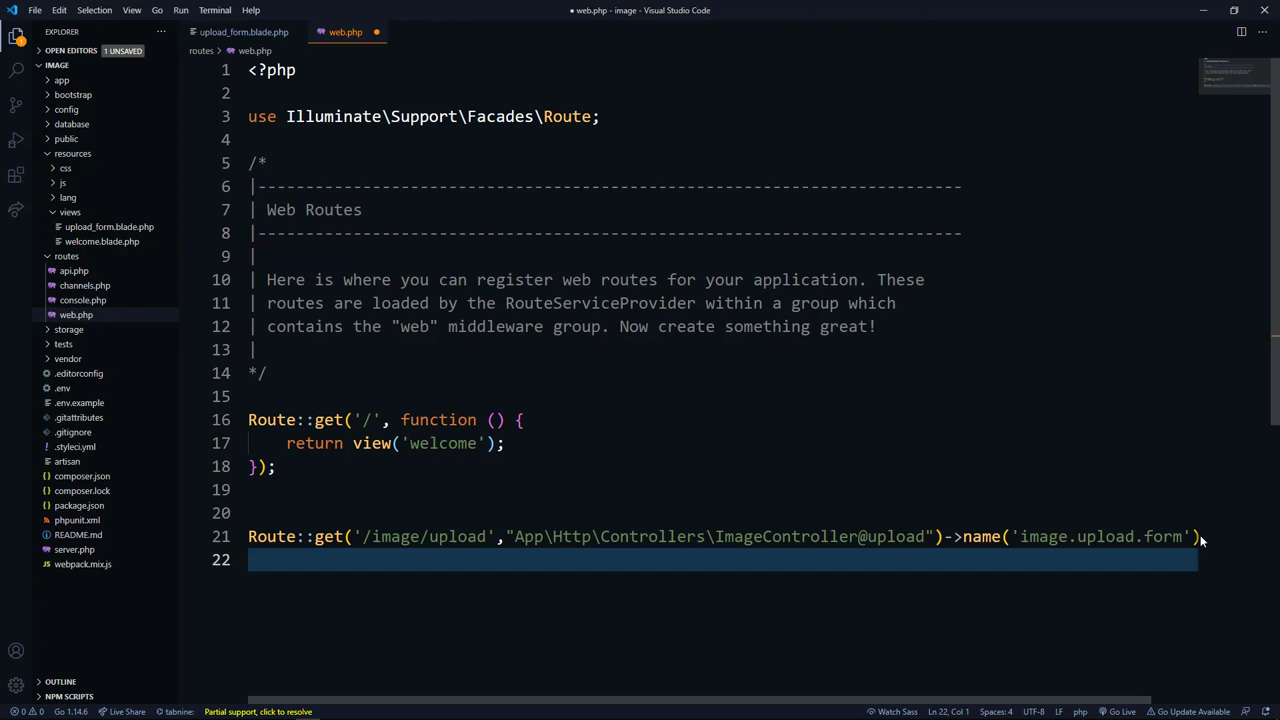 File Edit Selection View Go Run Terminal Help
● web.php - image - Visual Studio Code
1
EXPLORER
OPEN EDITORS 1 UNSAVED
IMAGE
app
bootstrap
config
database
public
resources
css
js
lang
views
upload_form.blade.php
welcome.blade.php
routes
api.php
channels.php
console.php
web.php
storage
tests
vendor
.editorconfig
.env
.env.example
.gitattributes
.gitignore
.styleci.yml
artisan
composer.json
composer.lock
package.json
phpunit.xml
README.md
server.php
webpack.mix.js
OUTLINE
NPM SCRIPTS
upload_form.blade.php web.php
routes > web.php
1 <?php
2
3 use Illuminate\Support\Facades\Route;
4
5 /*
6 |--------------------------------------------------------------------------
7 | Web Routes
8 |--------------------------------------------------------------------------
9 |
10 | Here is where you can register web routes for your application. These
11 | routes are loaded by the RouteServiceProvider within a group which
12 | contains the "web" middleware group. Now create something great!
13 |
14 */
15
16 Route::get('/', function () {
17     return view('welcome');
18 });
19
20
21 Route::get('/image/upload',"App\Http\Controllers\ImageController@upload")->name('image.upload.form')
22
0 0 Go 1.14.6 Live Share tabnine: Partial support, click to resolve Watch Sass Ln 22, Col 1 Spaces: 4 UTF-8 LF php Go Live Go Update Available